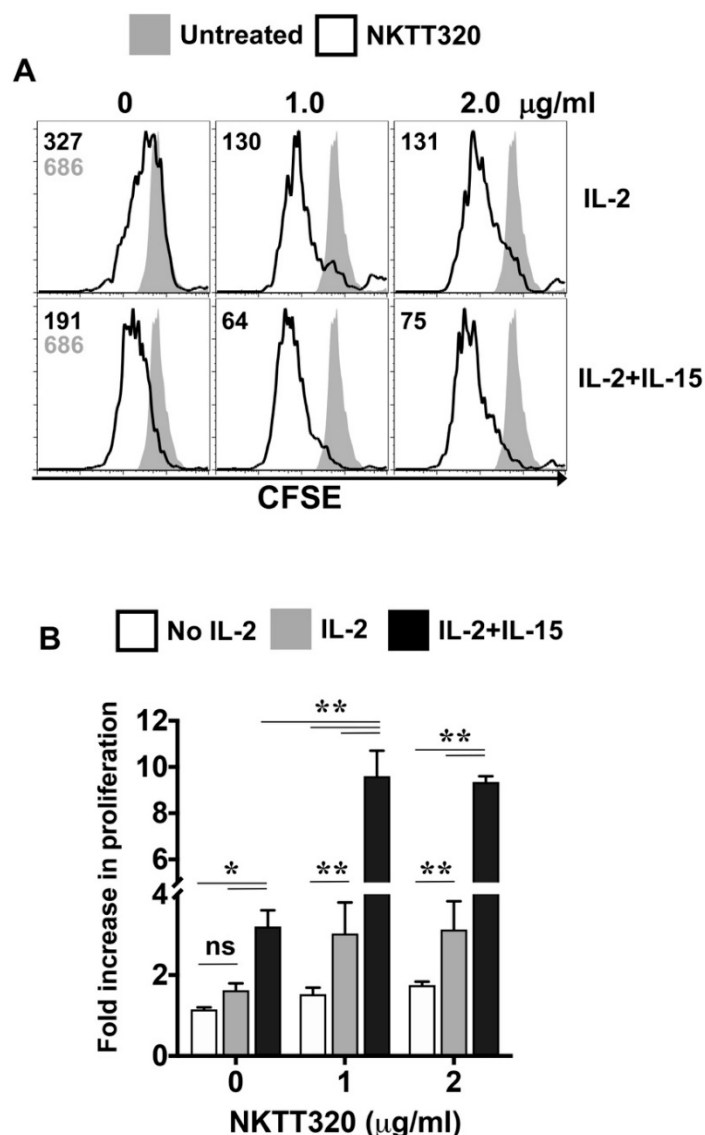 Untreated NKTT320
A
0 1.0 2.0 μg/ml
327 130 131
686
IL-2
191 64 75
686
IL-2+IL-15
CFSE
B No IL-2 IL-2 IL-2+IL-15
Fold increase in proliferation
12
10
8
6
4
2
0
**
**
*
**
**
ns
0 1 2
NKTT320 (μg/ml)